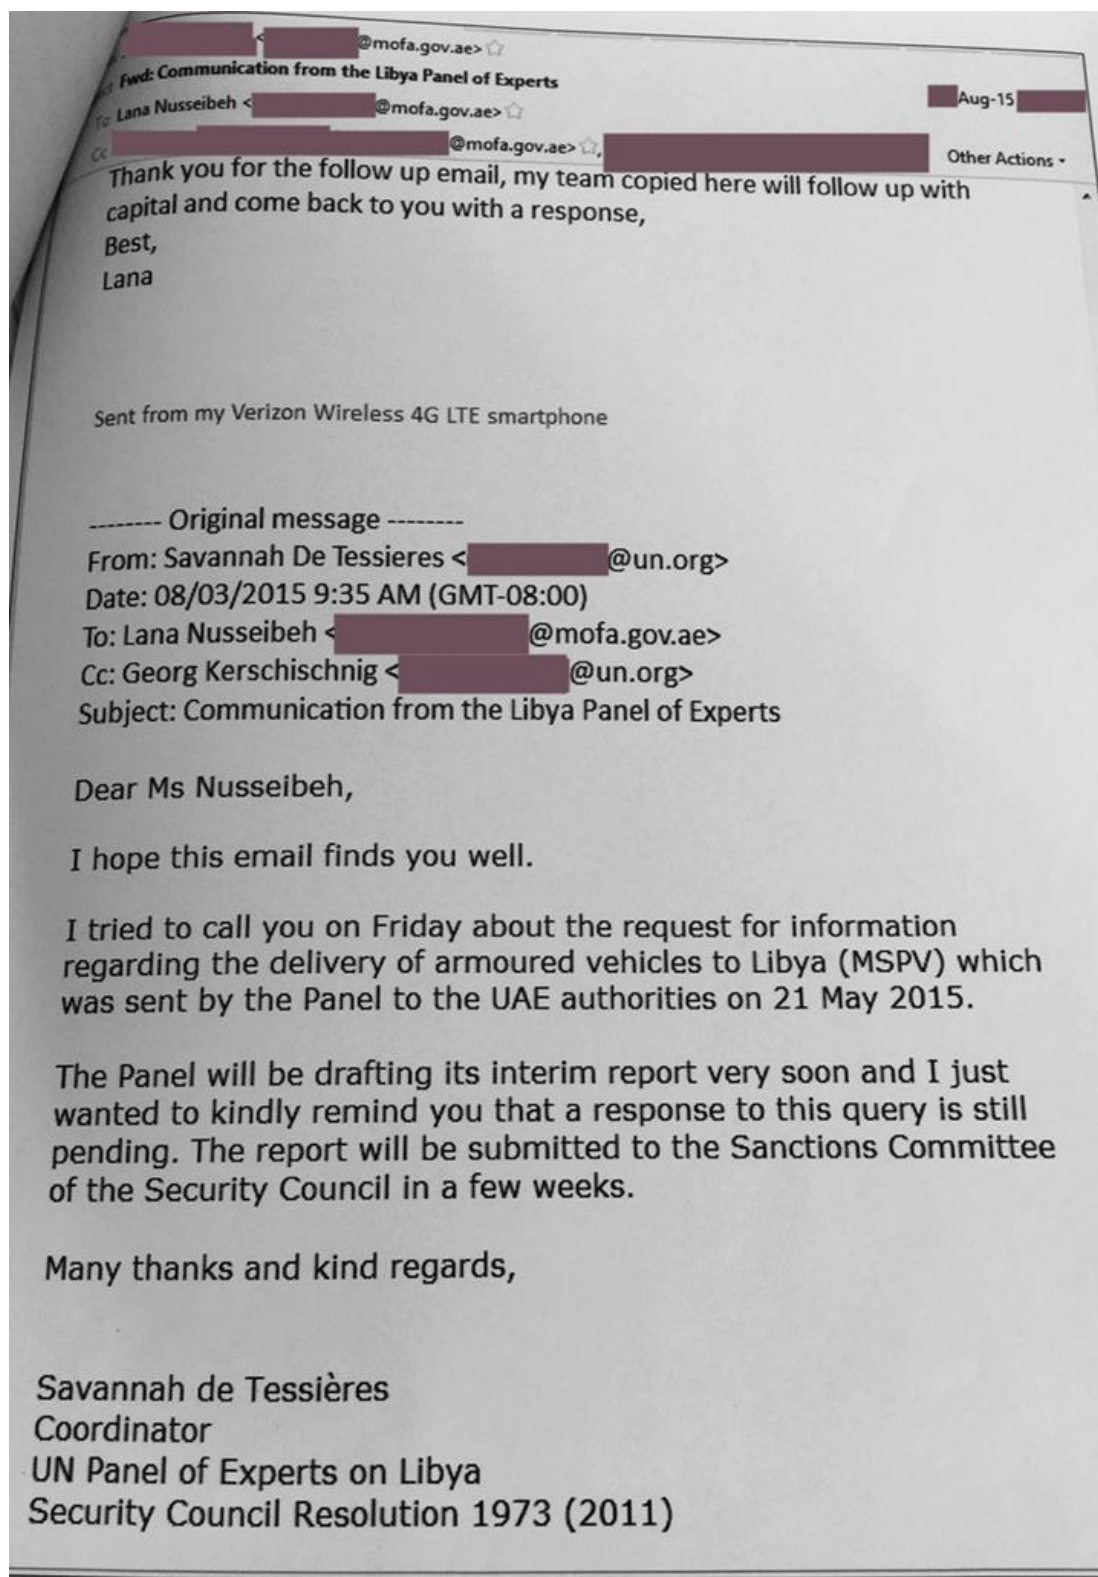 @mofa.gov.ae>
Fwd: Communication from the Libya Panel of Experts
To Lana Nusseibeh < @mofa.gov.ae>
Aug-15
Cc @mofa.gov.ae> ,
Other Actions
Thank you for the follow up email, my team copied here will follow up with
capital and come back to you with a response,
Best,
Lana
Sent from my Verizon Wireless 4G LTE smartphone
-------- Original message --------
From: Savannah De Tessieres < @un.org>
Date: 08/03/2015 9:35 AM (GMT-08:00)
To: Lana Nusseibeh < @mofa.gov.ae>
Cc: Georg Kerschischnig < @un.org>
Subject: Communication from the Libya Panel of Experts
Dear Ms Nusseibeh,
I hope this email finds you well.
I tried to call you on Friday about the request for information
regarding the delivery of armoured vehicles to Libya (MSPV) which
was sent by the Panel to the UAE authorities on 21 May 2015.
The Panel will be drafting its interim report very soon and I just
wanted to kindly remind you that a response to this query is still
pending. The report will be submitted to the Sanctions Committee
of the Security Council in a few weeks.
Many thanks and kind regards,
Savannah de Tessières
Coordinator
UN Panel of Experts on Libya
Security Council Resolution 1973 (2011)